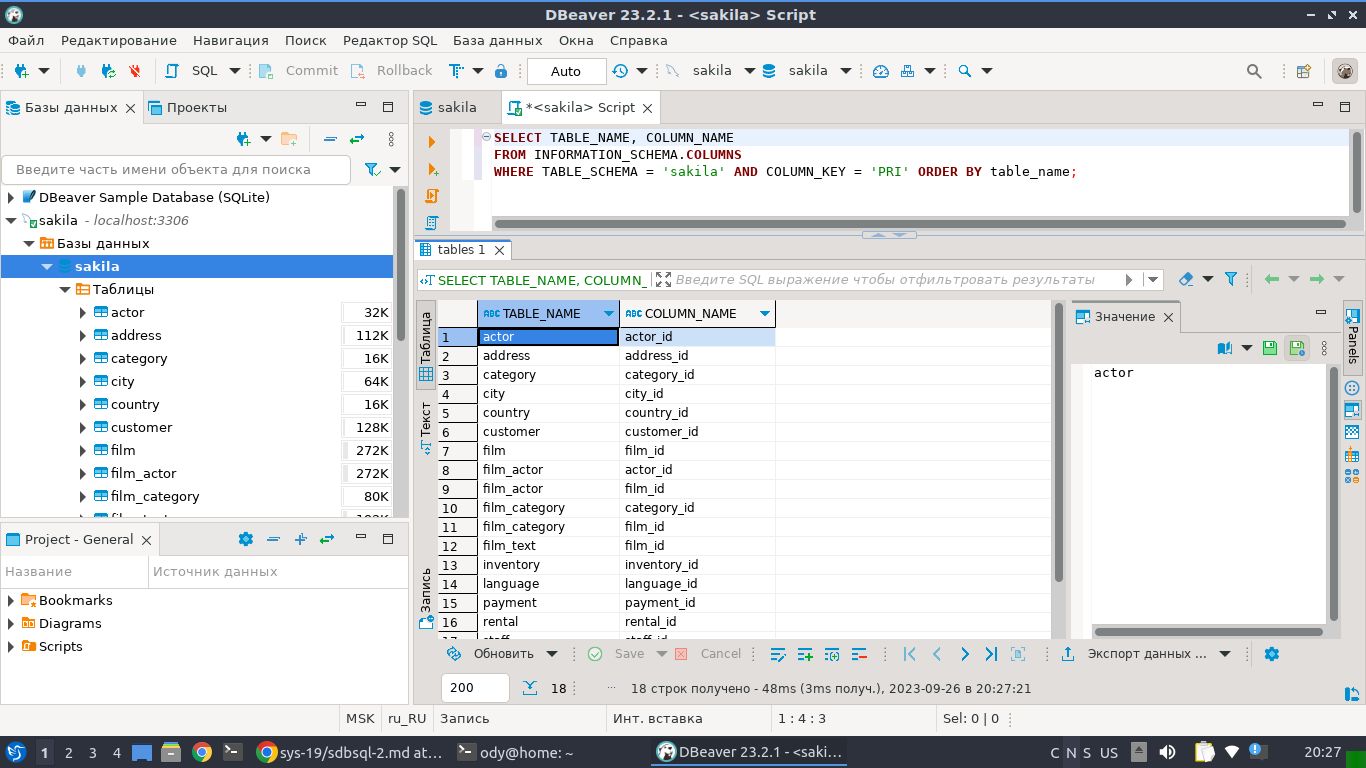 DBeaver 23.2.1 - <sakila> Script
Файл Редактирование Навигация Поиск Редактор SQL База данных Окна Справка
SQL Commit Rollback Auto sakila sakila
Базы данных Проекты
Введите часть имени объекта для поиска
DBeaver Sample Database (SQLite)
sakila - localhost:3306
Базы данных
sakila
Таблицы
actor 32K
address 112K
category 16K
city 64K
country 16K
customer 128K
film 272K
film_actor 272K
film_category 80K
Project - General
Название Источник данных
Bookmarks
Diagrams
Scripts
sakila *<sakila> Script
SELECT TABLE_NAME, COLUMN_NAME
FROM INFORMATION_SCHEMA.COLUMNS
WHERE TABLE_SCHEMA = 'sakila' AND COLUMN_KEY = 'PRI' ORDER BY table_name;
tables 1
SELECT TABLE_NAME, COLUMN_ Введите SQL выражение чтобы отфильтровать результаты
Таблица
Текст
Запись
ABC TABLE_NAME ABC COLUMN_NAME
1 actor actor_id
2 address address_id
3 category category_id
4 city city_id
5 country country_id
6 customer customer_id
7 film film_id
8 film_actor actor_id
9 film_actor film_id
10 film_category category_id
11 film_category film_id
12 film_text film_id
13 inventory inventory_id
14 language language_id
15 payment payment_id
16 rental rental_id
17 staff staff_id
Значение
actor
Panels
Обновить Save Cancel Экспорт данных ...
200 18 18 строк получено - 48ms (3ms получ.), 2023-09-26 в 20:27:21
MSK ru_RU Запись Инт. вставка 1 : 4 : 3 Sel: 0 | 0
1 2 3 4 sys-19/sdbsql-2.md at... ody@home: ~ DBeaver 23.2.1 - <saki... C N S US 20:27